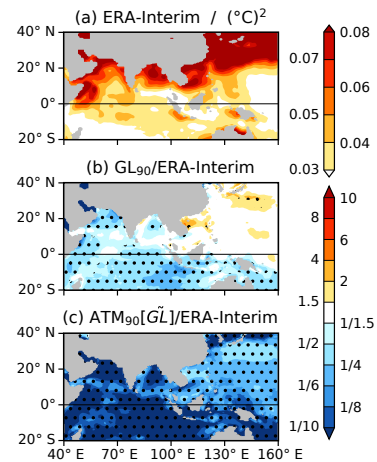 (a) ERA-Interim / (°C)²
40° N
20° N
0°
20° S
0.08
0.07
0.06
0.05
0.04
0.03
(b) GL₉₀/ERA-Interim
40° N
20° N
0°
20° S
(c) ATM₉₀[G̃L]/ERA-Interim
40° N
20° N
0°
20° S
40° E 70° E 100° E 130° E 160° E
10
8
6
4
2
1.5
1/1.5
1/2
1/4
1/6
1/8
1/10